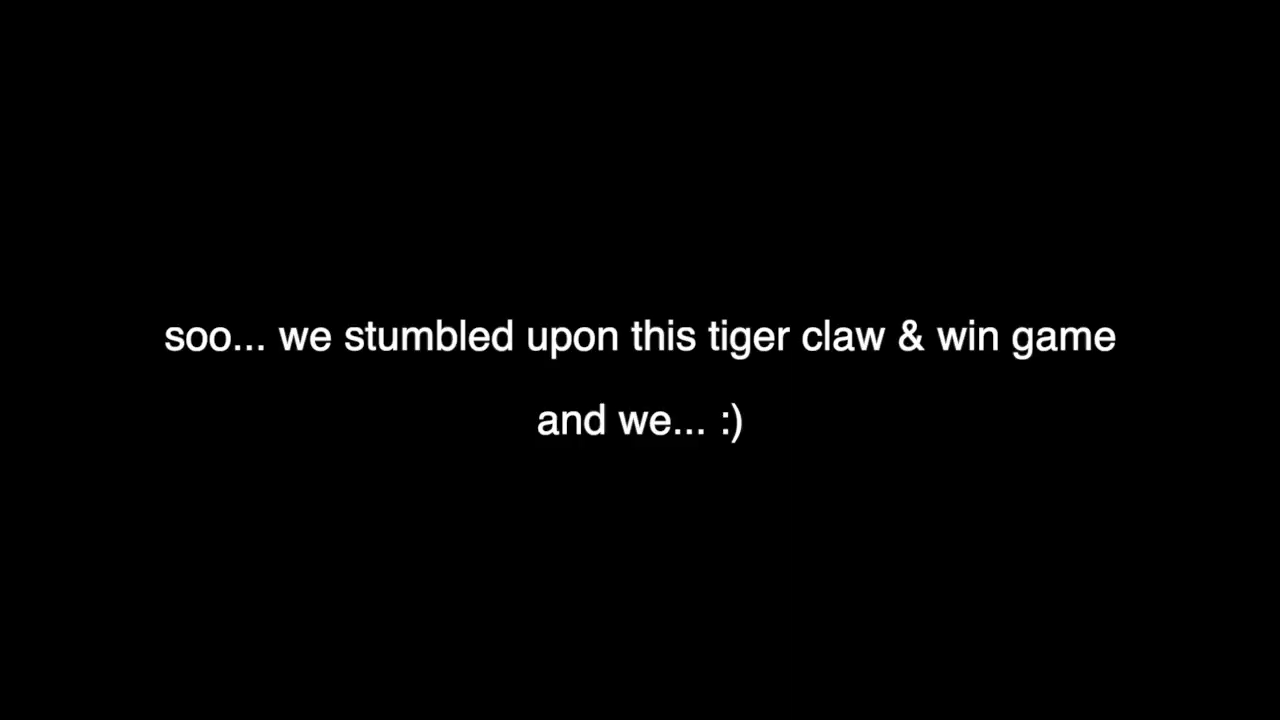 soo... we stumbled upon this tiger claw & win game
and we... :)